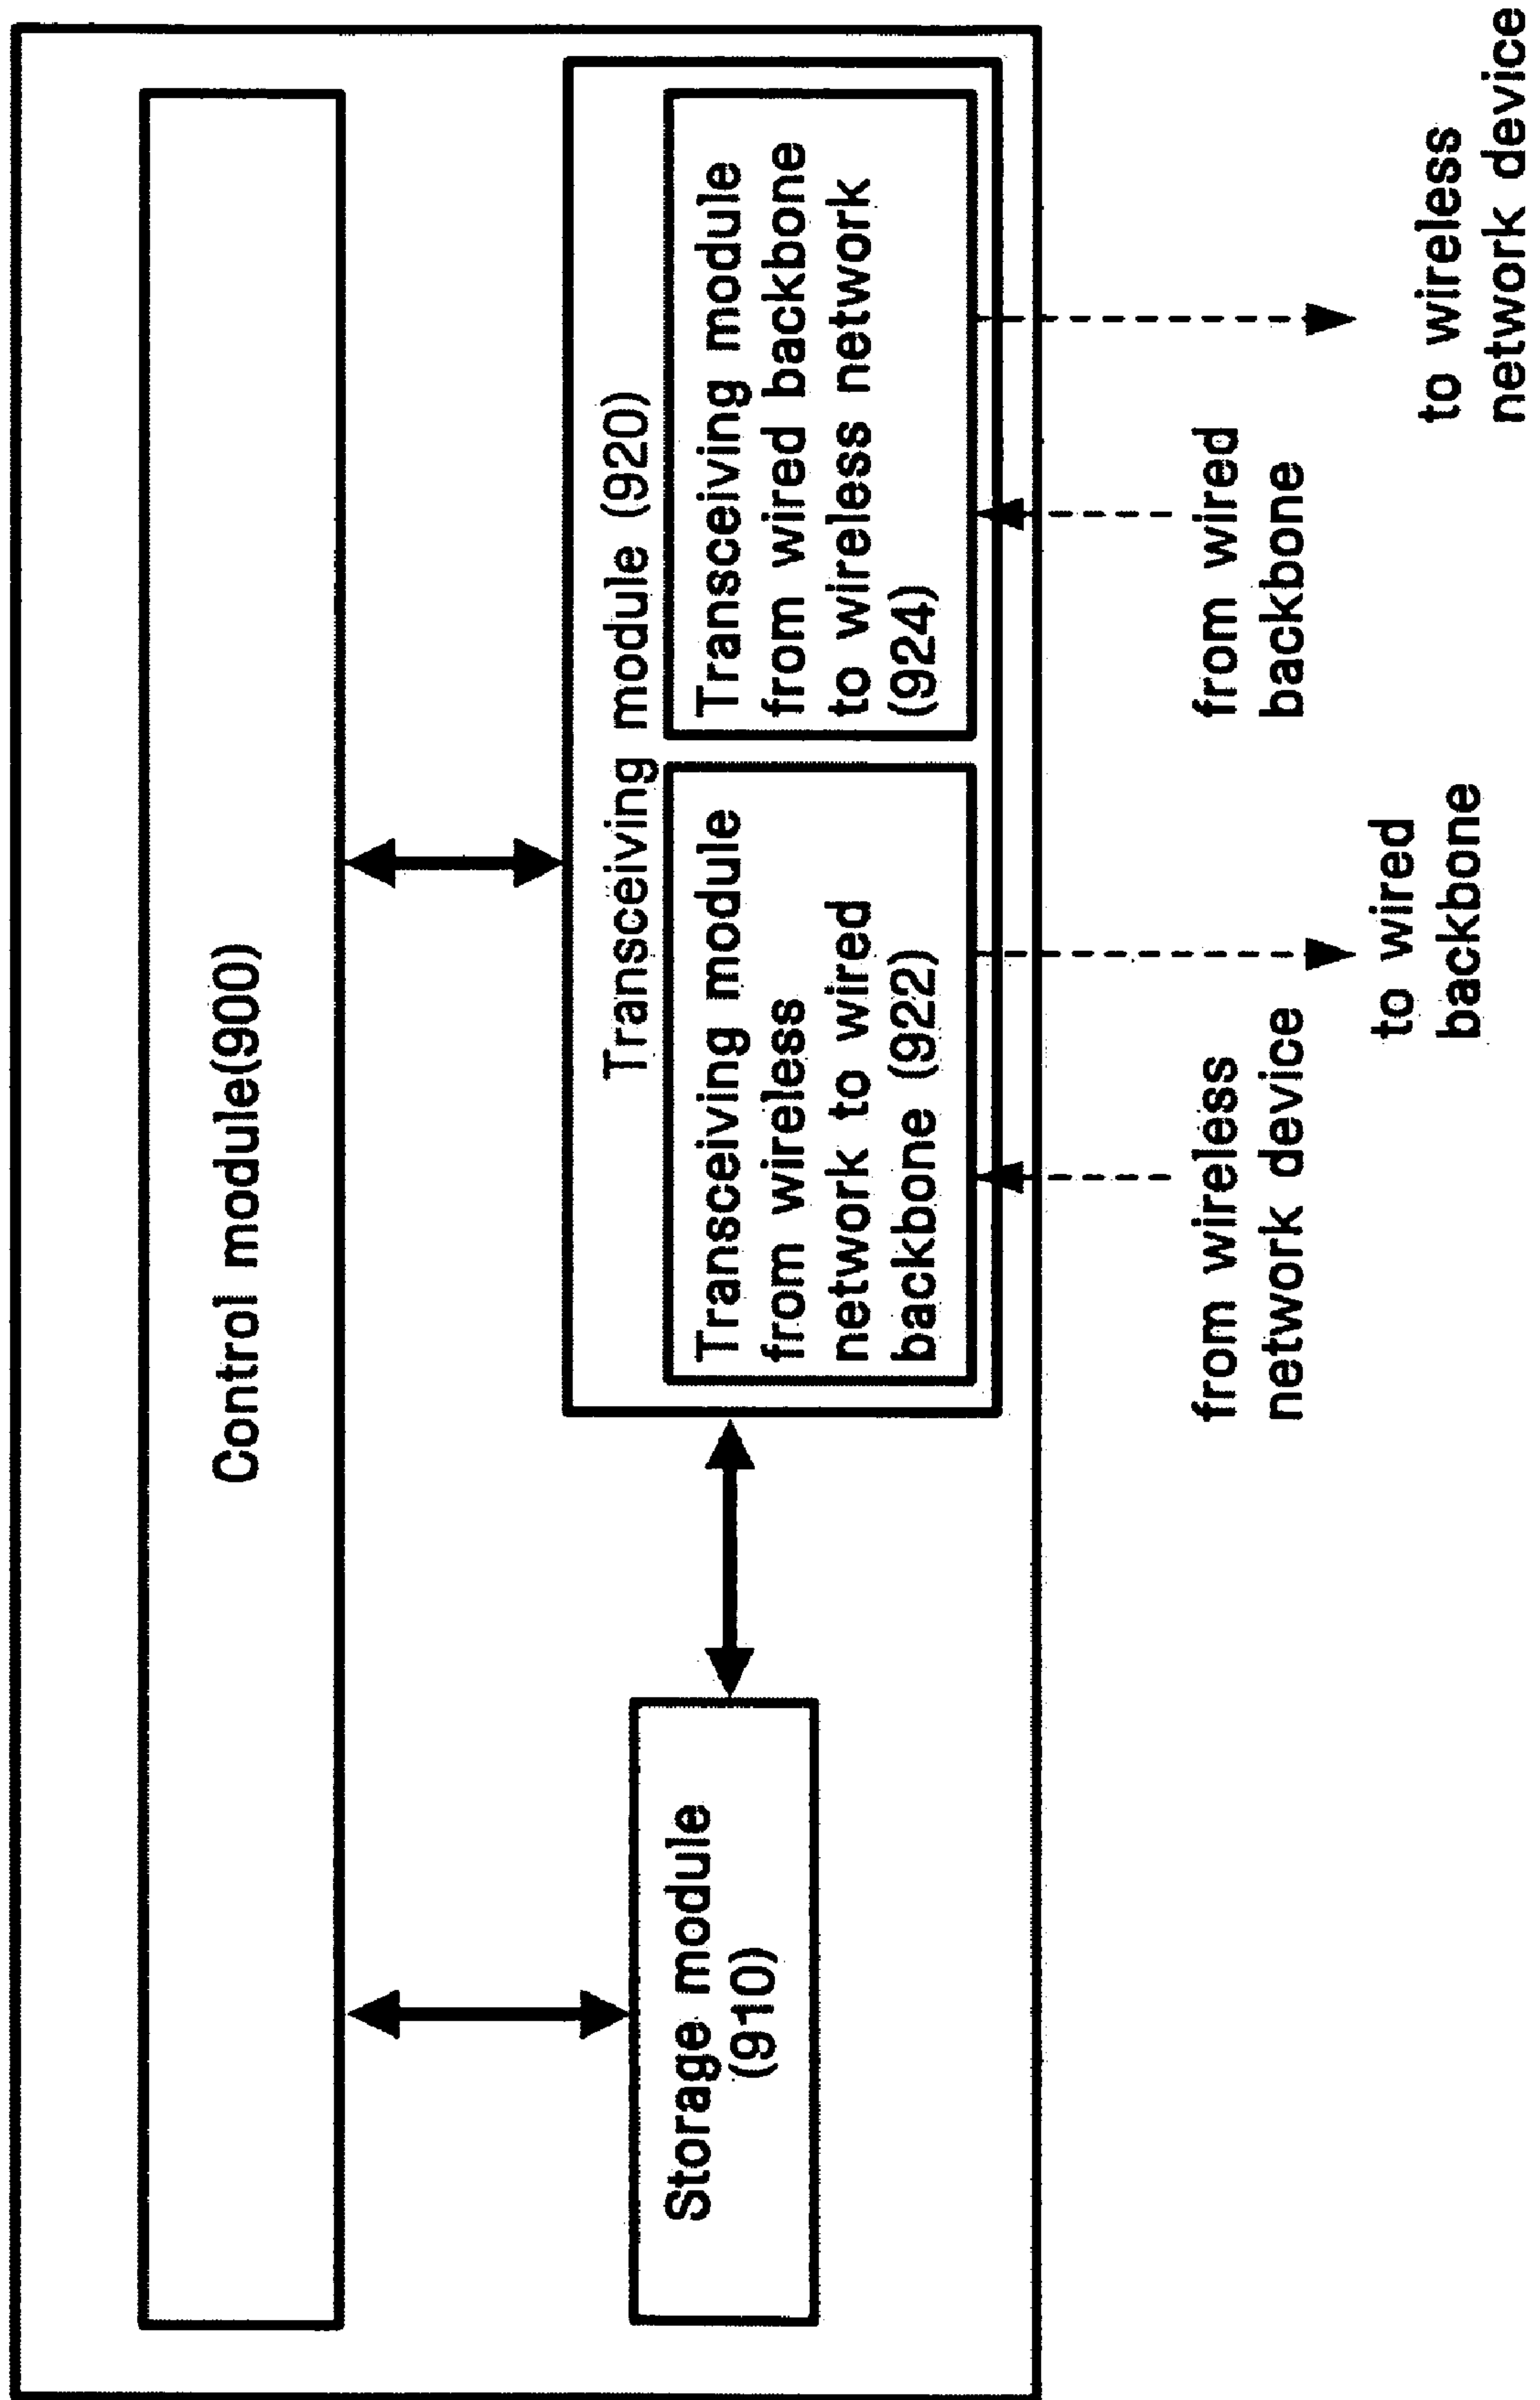 Control module(900)
Storage module
(910)
Transceiving module (920)
Transceiving module
from wireless
network to wired
backbone (922)
Transceiving module
from wired backbone
to wireless network
(924)
from wireless
network device
to wired
backbone
from wired
backbone
to wireless
network device